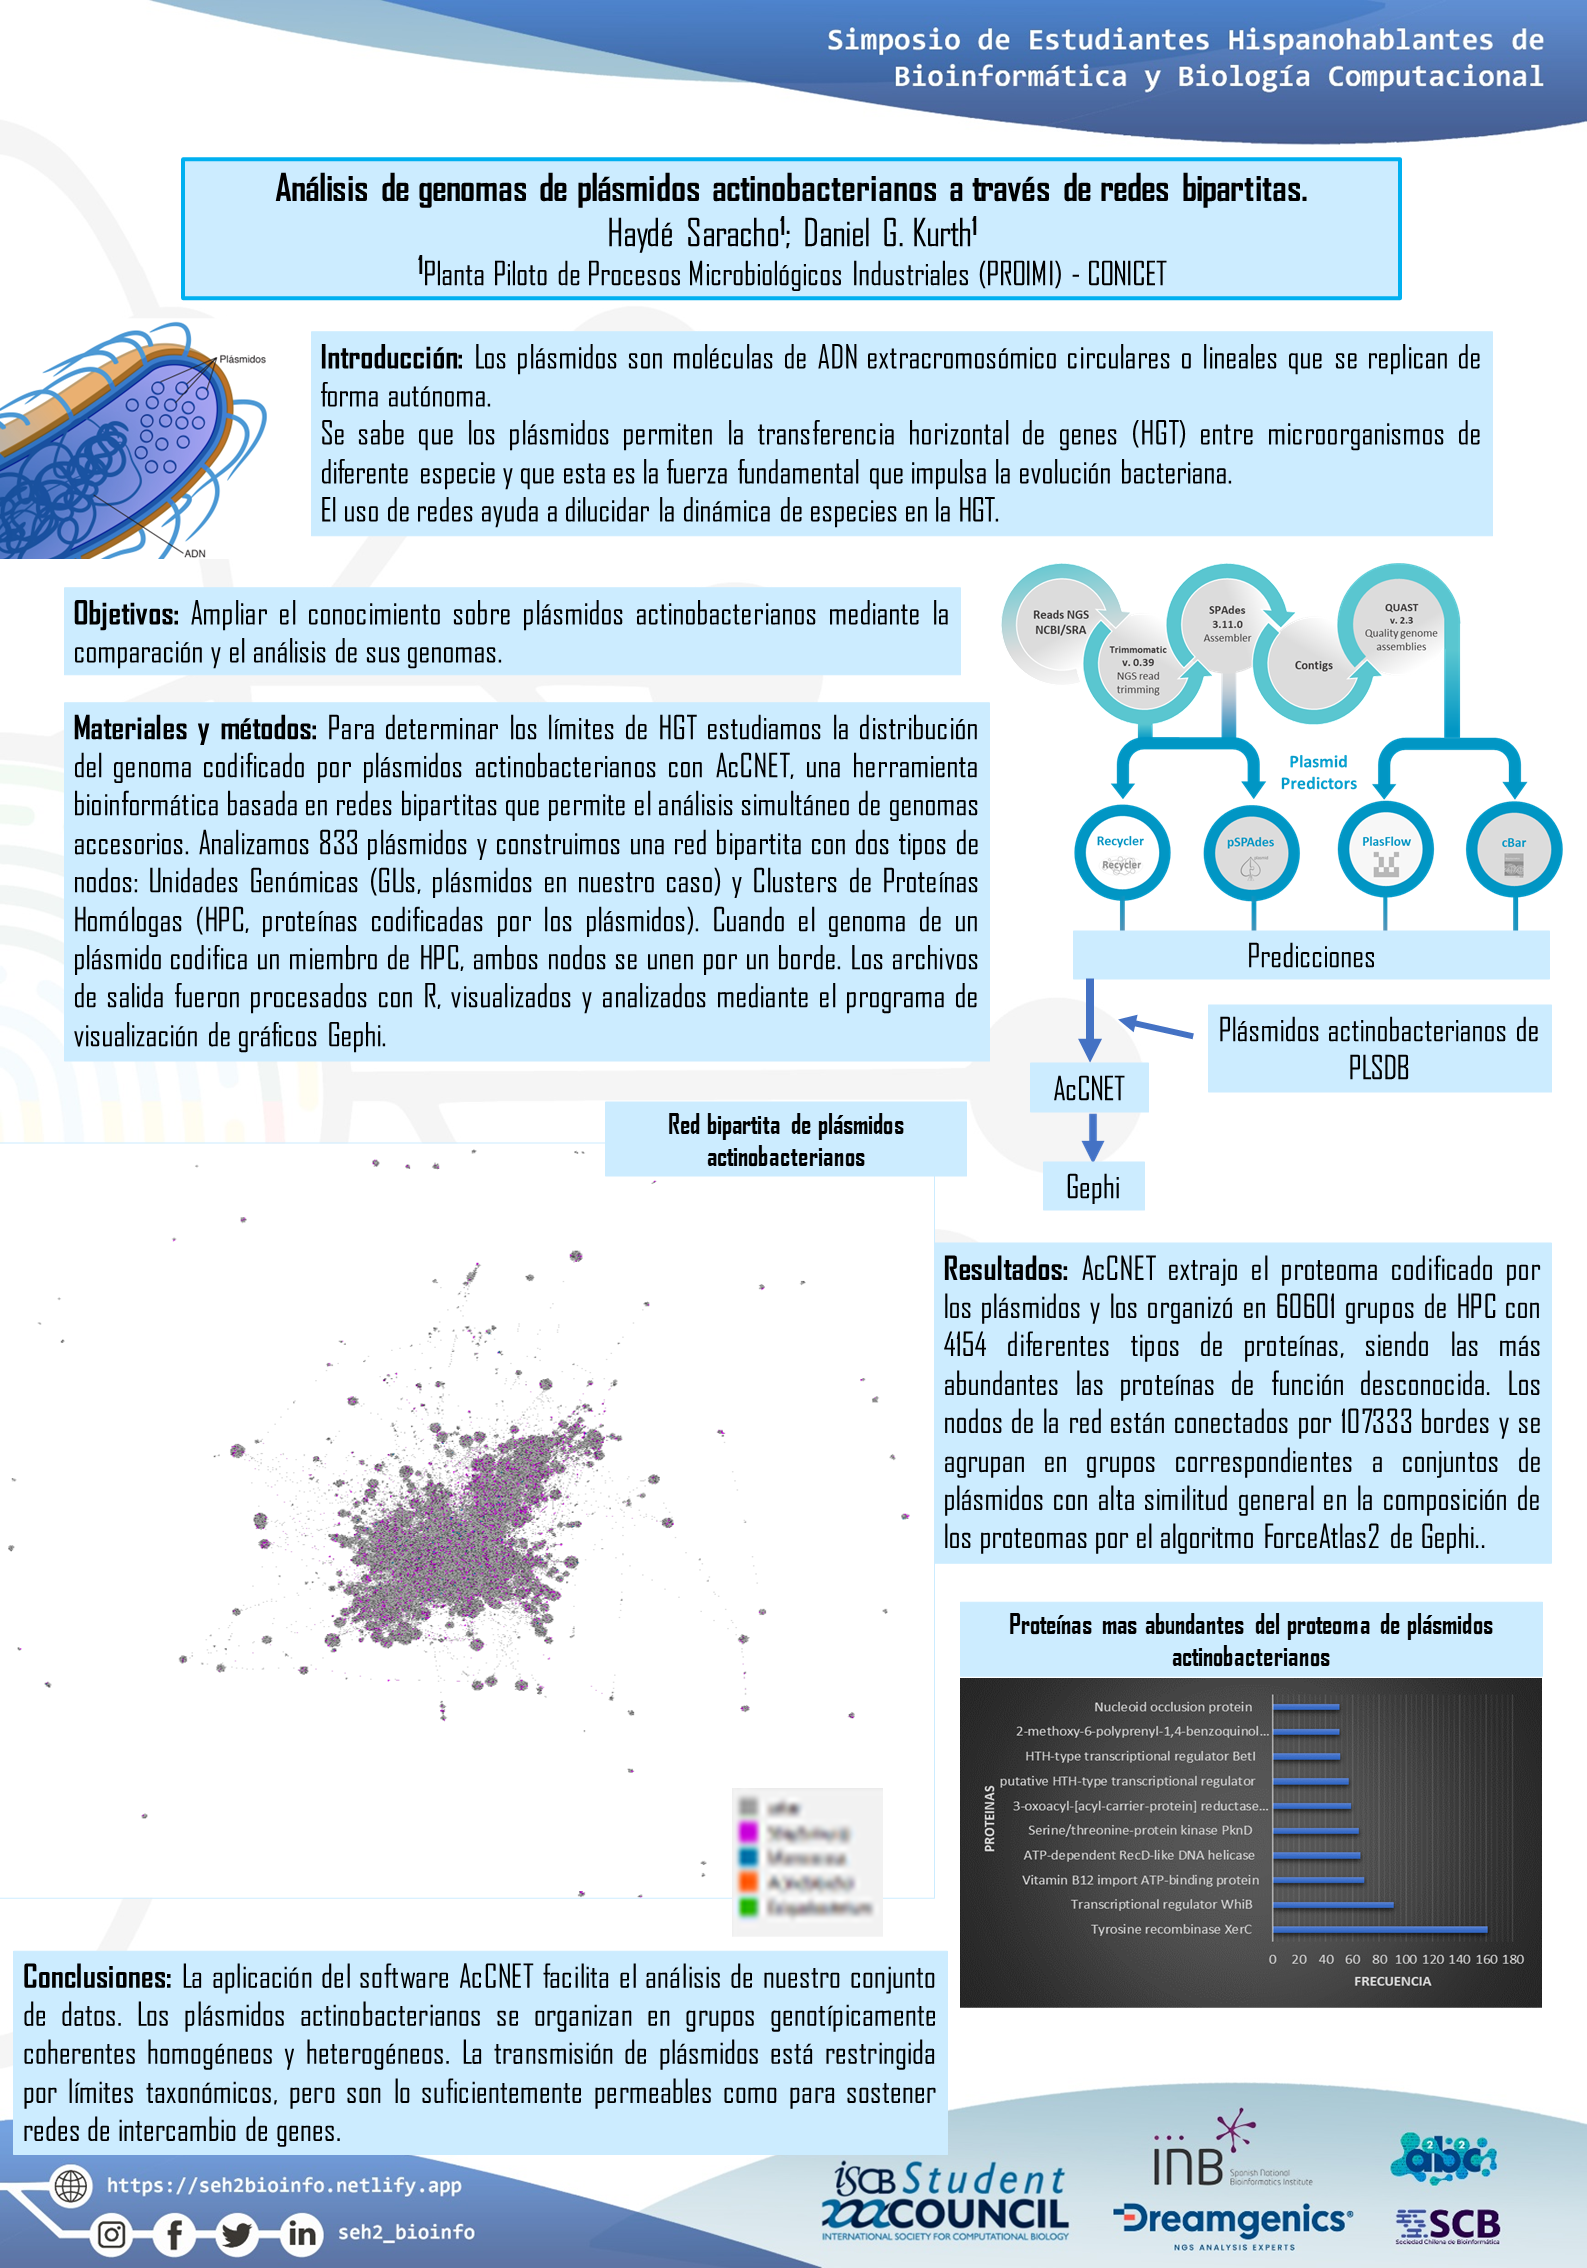 Simposio de Estudiantes Hispanohablantes de
Bioinformática y Biología Computacional
Análisis de genomas de plásmidos actinobacterianos a través de redes bipartitas.
Haydé Saracho¹; Daniel G. Kurth¹
¹Planta Piloto de Procesos Microbiológicos Industriales (PROIMI) - CONICET
Plásmidos
ADN
Introducción: Los plásmidos son moléculas de ADN extracromosómico circulares o lineales que se replican de
forma autónoma.
Se sabe que los plásmidos permiten la transferencia horizontal de genes (HGT) entre microorganismos de
diferente especie y que esta es la fuerza fundamental que impulsa la evolución bacteriana.
El uso de redes ayuda a dilucidar la dinámica de especies en la HGT.
Objetivos: Ampliar el conocimiento sobre plásmidos actinobacterianos mediante la
comparación y el análisis de sus genomas.
Materiales y métodos: Para determinar los límites de HGT estudiamos la distribución
del genoma codificado por plásmidos actinobacterianos con AcCNET, una herramienta
bioinformática basada en redes bipartitas que permite el análisis simultáneo de genomas
accesorios. Analizamos 833 plásmidos y construimos una red bipartita con dos tipos de
nodos: Unidades Genómicas (GUs, plásmidos en nuestro caso) y Clusters de Proteínas
Homólogas (HPC, proteínas codificadas por los plásmidos). Cuando el genoma de un
plásmido codifica un miembro de HPC, ambos nodos se unen por un borde. Los archivos
de salida fueron procesados con R, visualizados y analizados mediante el programa de
visualización de gráficos Gephi.
Reads NGS
NCBI/SRA
Trimmomatic
v. 0.39
NGS read
trimming
SPAdes
3.11.0
Assembler
Contigs
QUAST
v. 2.3
Quality genome
assemblies
Plasmid
Predictors
Recycler
Recycler
pSPAdes
PlasFlow
cBar
Predicciones
Plásmidos actinobacterianos de
PLSDB
AcCNET
Gephi
Red bipartita de plásmidos
actinobacterianos
Resultados: AcCNET extrajo el proteoma codificado por
los plásmidos y los organizó en 60601 grupos de HPC con
4154 diferentes tipos de proteínas, siendo las más
abundantes las proteínas de función desconocida. Los
nodos de la red están conectados por 107333 bordes y se
agrupan en grupos correspondientes a conjuntos de
plásmidos con alta similitud general en la composición de
los proteomas por el algoritmo ForceAtlas2 de Gephi..
Proteínas mas abundantes del proteoma de plásmidos
actinobacterianos
PROTEINAS
Nucleoid occlusion protein
2-methoxy-6-polyprenyl-1,4-benzoquinol...
HTH-type transcriptional regulator BetI
putative HTH-type transcriptional regulator
3-oxoacyl-[acyl-carrier-protein] reductase...
Serine/threonine-protein kinase PknD
ATP-dependent RecD-like DNA helicase
Vitamin B12 import ATP-binding protein
Transcriptional regulator WhiB
Tyrosine recombinase XerC
0 20 40 60 80 100 120 140 160 180
FRECUENCIA
Conclusiones: La aplicación del software AcCNET facilita el análisis de nuestro conjunto
de datos. Los plásmidos actinobacterianos se organizan en grupos genotípicamente
coherentes homogéneos y heterogéneos. La transmisión de plásmidos está restringida
por límites taxonómicos, pero son lo suficientemente permeables como para sostener
redes de intercambio de genes.
https://seh2bioinfo.netlify.app
seh2_bioinfo
iSCB Student
COUNCIL
INTERNATIONAL SOCIETY FOR COMPUTATIONAL BIOLOGY
iNB
Spanish National
Bioinformatics Institute
Dreamgenics
NGS ANALYSIS EXPERTS
a2b2c
SCB
Sociedad Chilena de Bioinformática